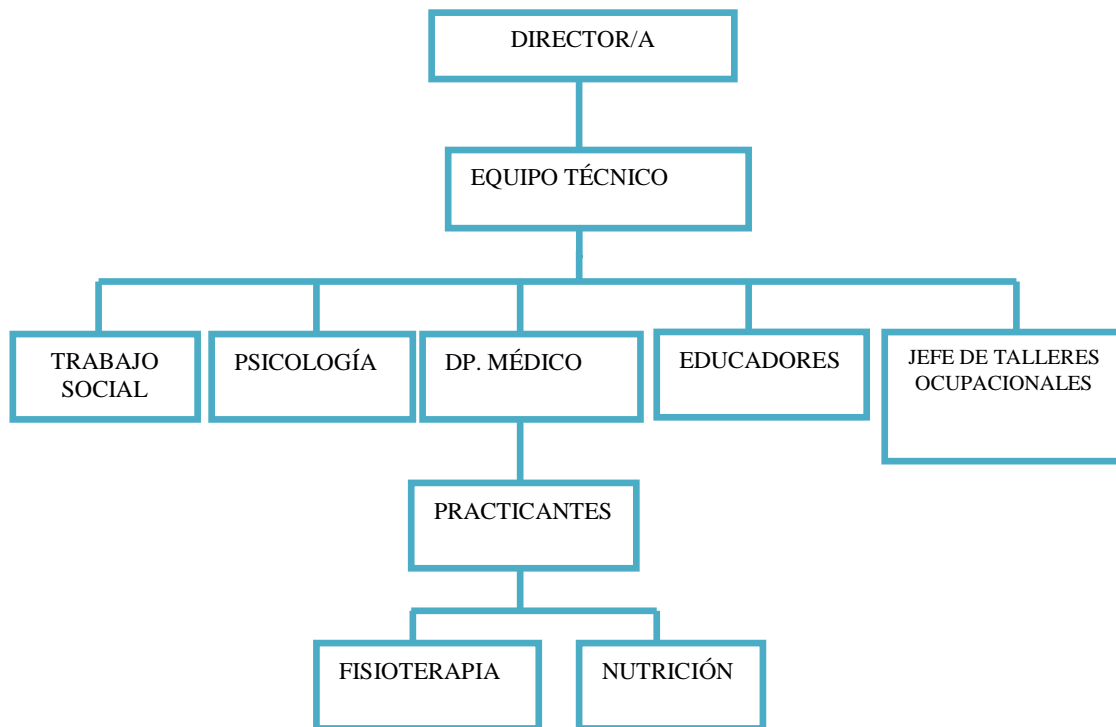 DIRECTOR/A
EQUIPO TÉCNICO
TRABAJO
SOCIAL
PSICOLOGÍA
DP. MÉDICO
EDUCADORES
JEFE DE TALLERES
OCUPACIONALES
PRACTICANTES
FISIOTERAPIA
NUTRICIÓN